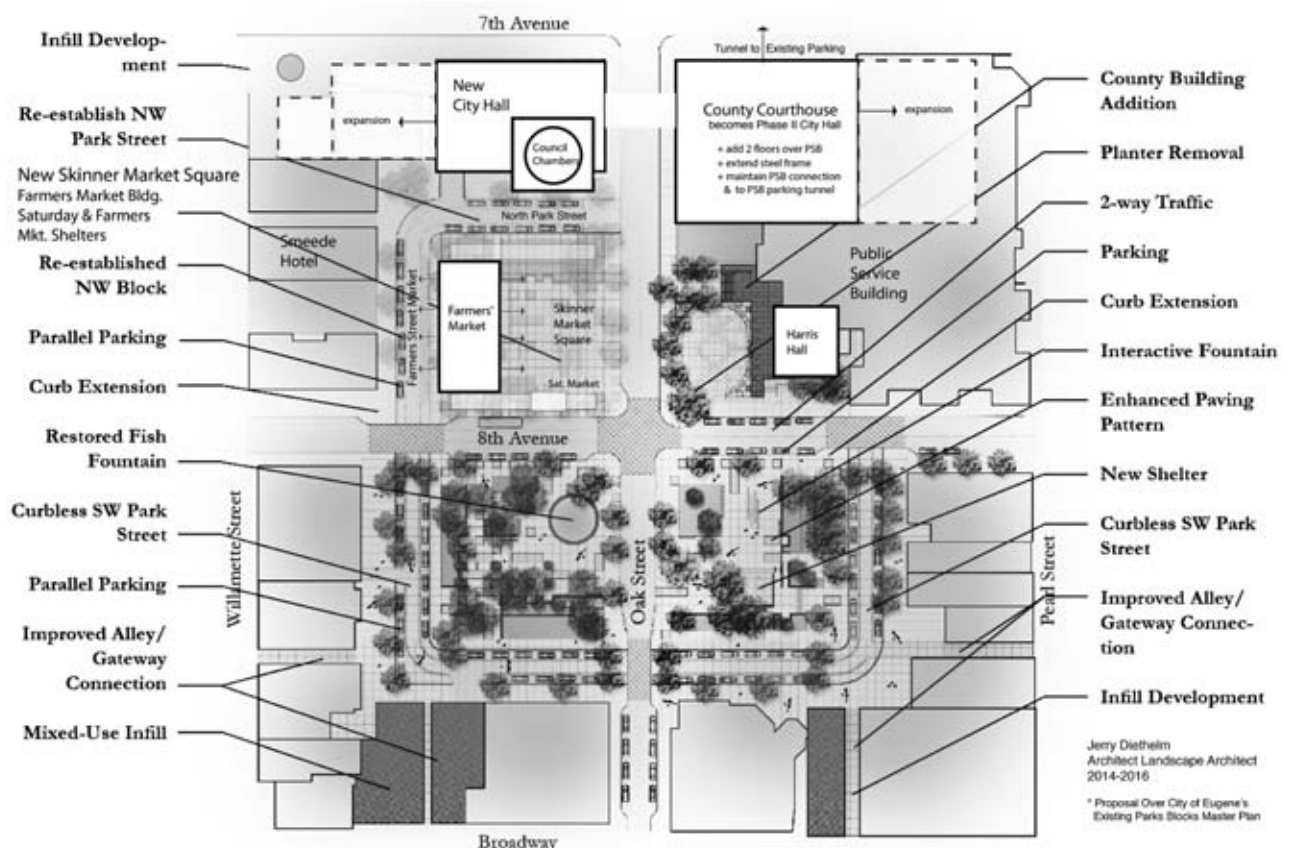 7th Avenue
Infill Develop-
ment
Re-establish NW
Park Street
New Skinner Market Square
Farmers Market Bldg.
Saturday & Farmers
Mkt. Shelters
Re-established
NW Block
Parallel Parking
Curb Extension
Restored Fish
Fountain
Curbless SW Park
Street
Parallel Parking
Improved Alley/
Gateway
Connection
Mixed-Use Infill
New
City Hall
expansion
Council
Chambers
North Park Street
Smeede
Hotel
Farmers Street Market
Farmers'
Market
Skinner
Market
Square
Sat. Market
8th Avenue
Willamette Street
Oak Street
Broadway
Tunnel to Existing Parking
County Courthouse
becomes Phase II City Hall
+ add 2 floors over PSB
+ extend steel frame
+ maintain PSB connection
& to PSB parking tunnel
expansion
Public
Service
Building
Harris
Hall
Pearl Street
County Building
Addition
Planter Removal
2-way Traffic
Parking
Curb Extension
Interactive Fountain
Enhanced Paving
Pattern
New Shelter
Curbless SW Park
Street
Improved Alley/
Gateway Connec-
tion
Infill Development
Jerry Diethelm
Architect Landscape Architect
2014-2016
* Proposal Over City of Eugene's
Existing Parks Blocks Master Plan